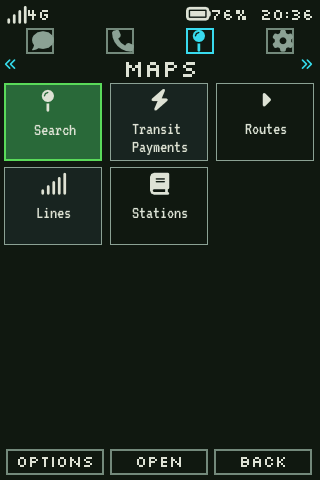 4G 76% 20:36
« MAPS »
Search
Transit
Payments
Routes
Lines
Stations
OPTIONS OPEN BACK